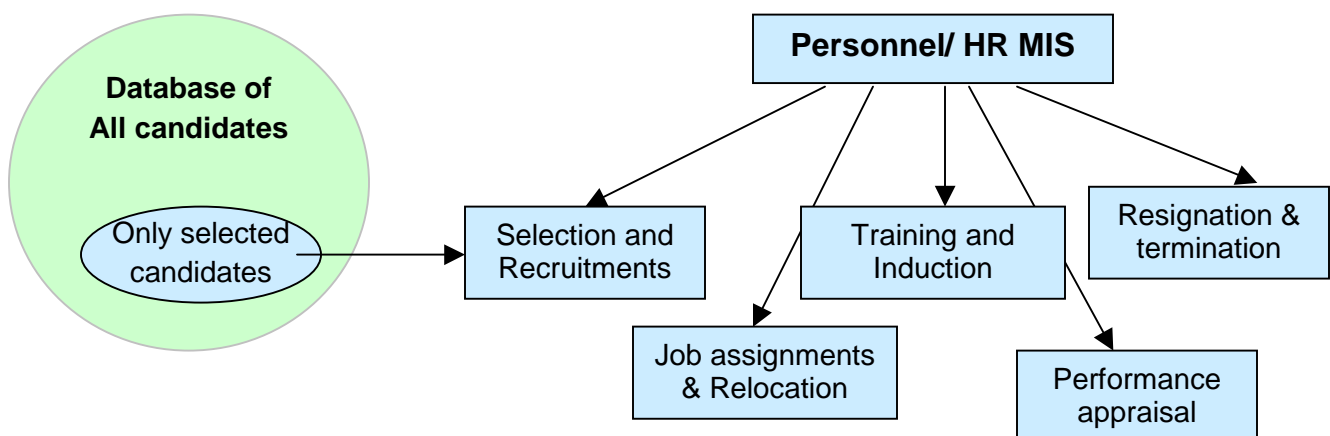 Personnel/ HR MIS
Database of
All candidates
Only selected
candidates
Selection and
Recruitments
Training and
Induction
Resignation &
termination
Job assignments
& Relocation
Performance
appraisal